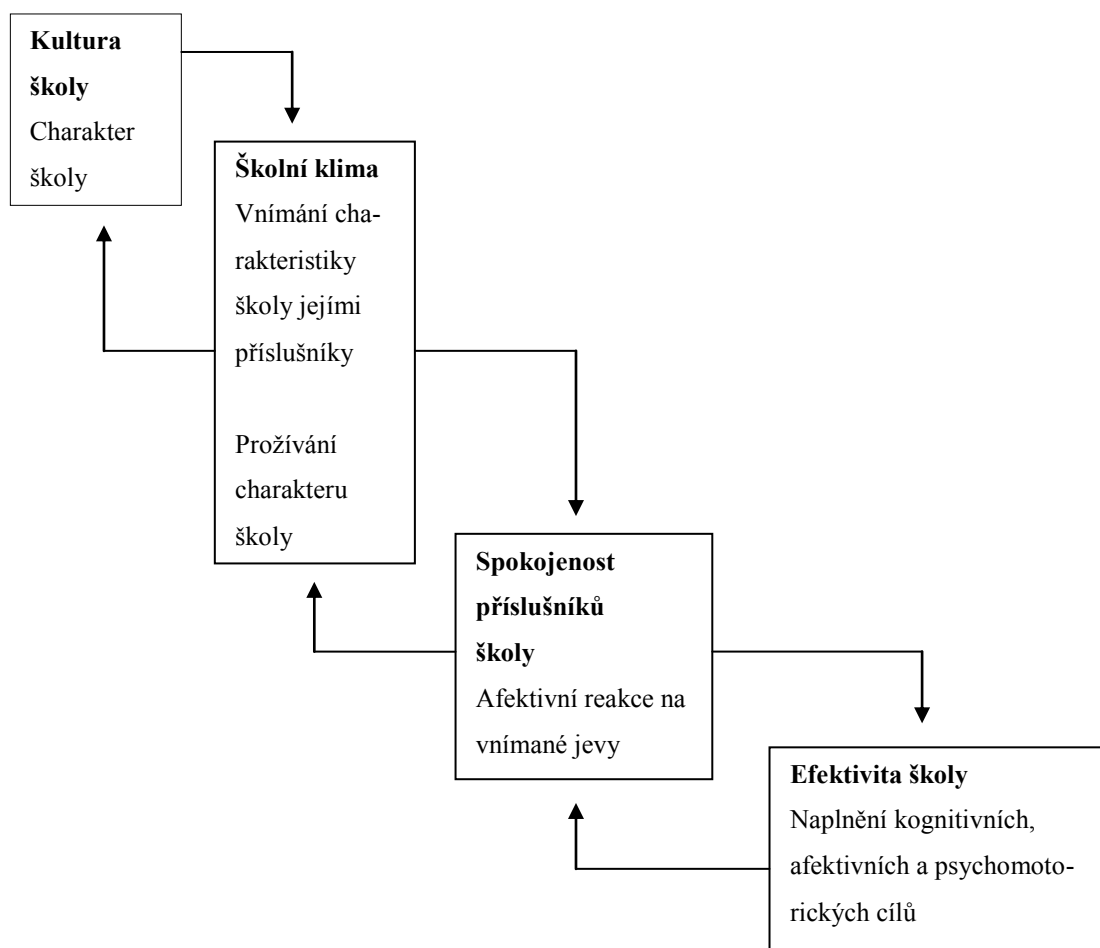 Kultura
školy
Charakter
školy
Školní klima
Vnímání cha-
rakteristiky
školy jejími
příslušníky
Prožívání
charakteru
školy
Spokojenost
příslušníků
školy
Afektivní reakce na
vnímané jevy
Efektivita školy
Naplnění kognitivních,
afektivních a psychomoto-
rických cílů